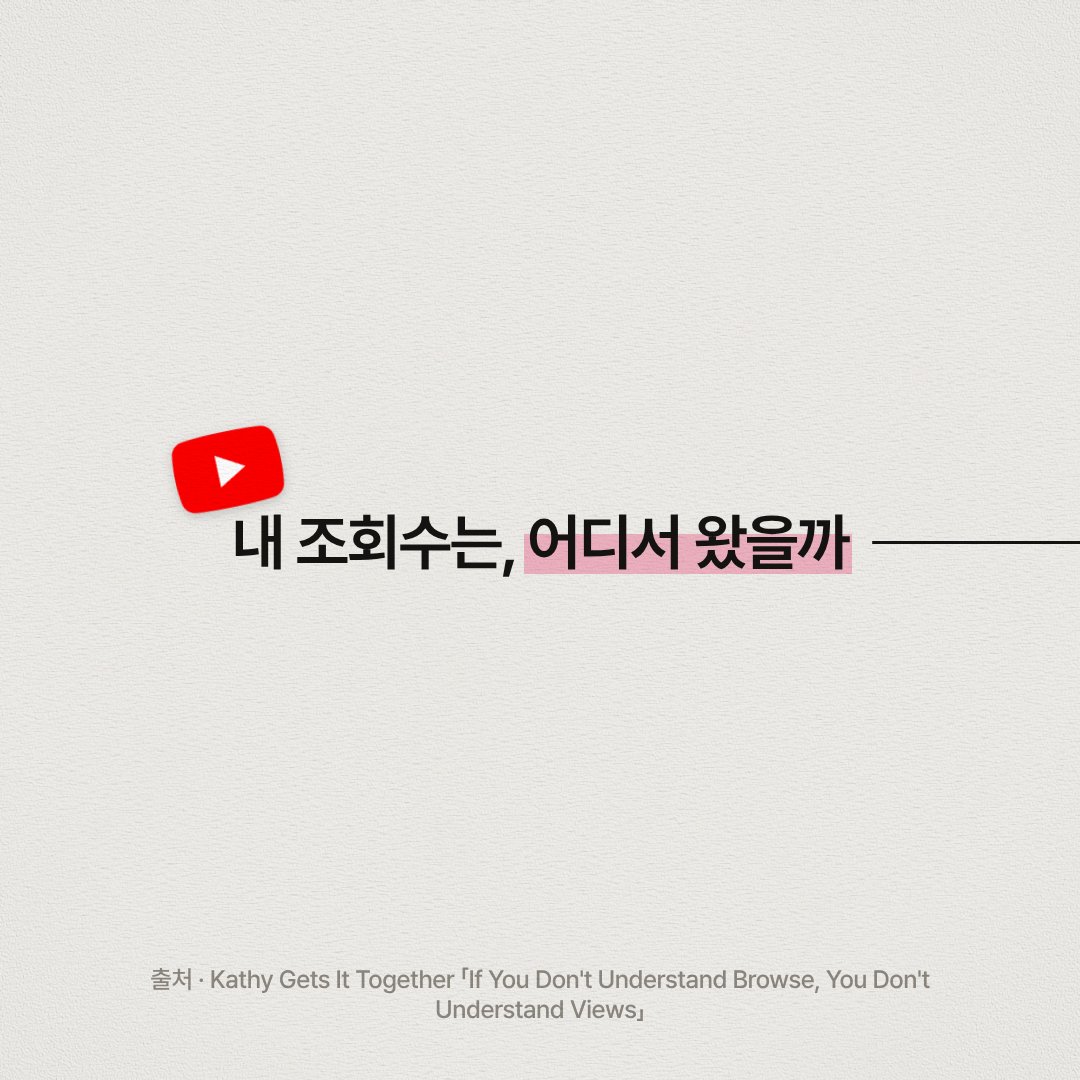 내 조회수는, 어디서 왔을까
출처 · Kathy Gets It Together 「If You Don't Understand Browse, You Don't
Understand Views」